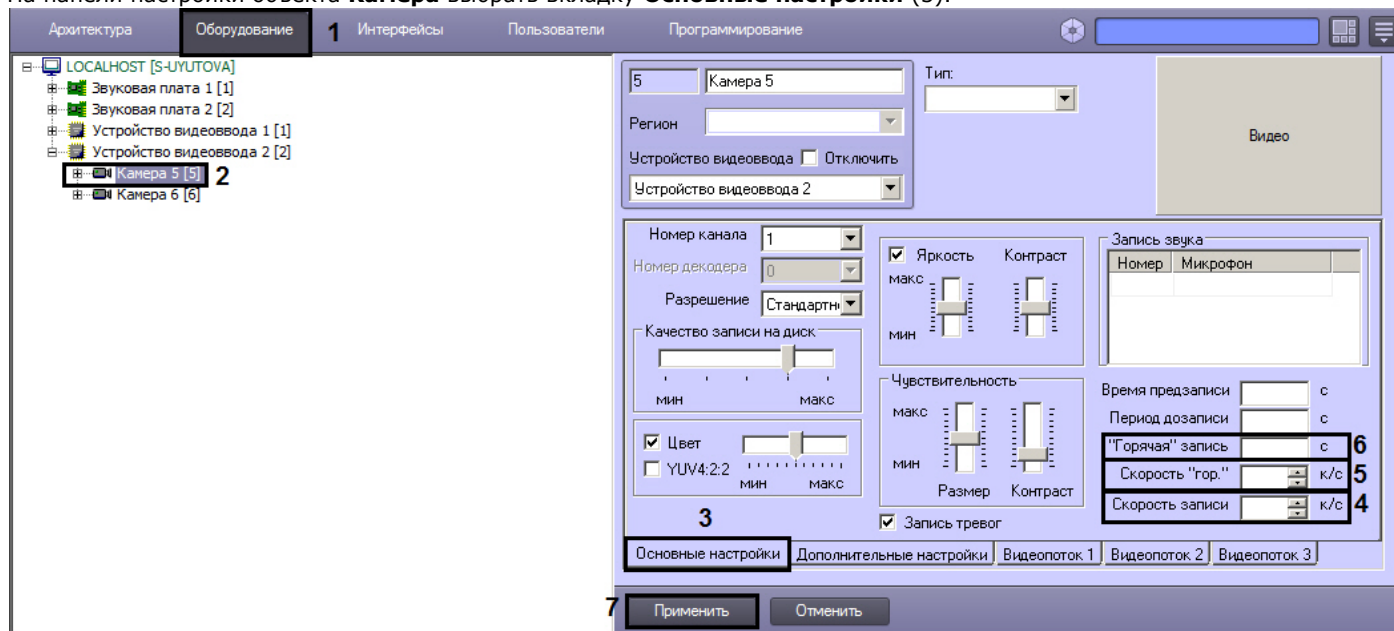 На панели настройки объекта Камера выбрать вкладку Основные настройки (3).
Архитектура Оборудование 1 Интерфейсы Пользователи Программирование
LOCALHOST [S-UYUTOVA]
Звуковая плата 1 [1]
Звуковая плата 2 [2]
Устройство видеоввода 1 [1]
Устройство видеоввода 2 [2]
Камера 5 [5] 2
Камера 6 [6]
5 Камера 5
Тип:
Регион
Устройство видеоввода Отключить
Устройство видеоввода 2
Видео
Номер канала 1
Номер декодера 0
Разрешение Стандартн
Качество записи на диск
мин макс
Цвет
YUV4:2:2
мин макс
Яркость Контраст
макс
мин
Чувствительность
макс
мин
Размер Контраст
Запись тревог
Запись звука
Номер Микрофон
Время предзаписи с
Период дозаписи с
"Горячая" запись с 6
Скорость "гор." к/с 5
Скорость записи к/с 4
3
Основные настройки Дополнительные настройки Видеопоток 1 Видеопоток 2 Видеопоток 3
7 Применить Отменить